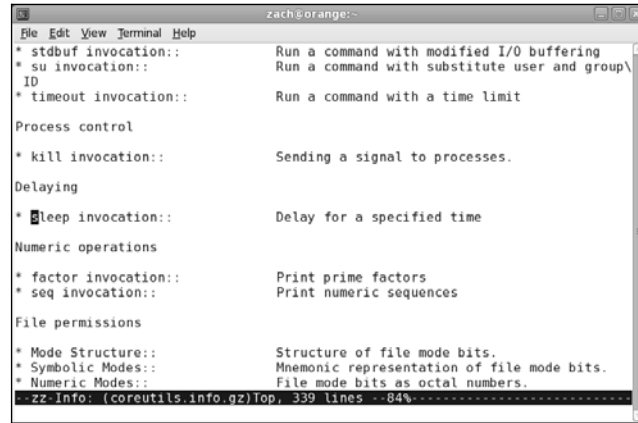 zach@orange:~
File Edit View Terminal Help
* stdbuf invocation:: Run a command with modified I/O buffering
* su invocation:: Run a command with substitute user and group\
ID
* timeout invocation:: Run a command with a time limit
Process control
* kill invocation:: Sending a signal to processes.
Delaying
* sleep invocation:: Delay for a specified time
Numeric operations
* factor invocation:: Print prime factors
* seq invocation:: Print numeric sequences
File permissions
* Mode Structure:: Structure of file mode bits.
* Symbolic Modes:: Mnemonic representation of file mode bits.
* Numeric Modes:: File mode bits as octal numbers.
--zz-Info: (coreutils.info.gz)Top, 339 lines --84%----------------------------